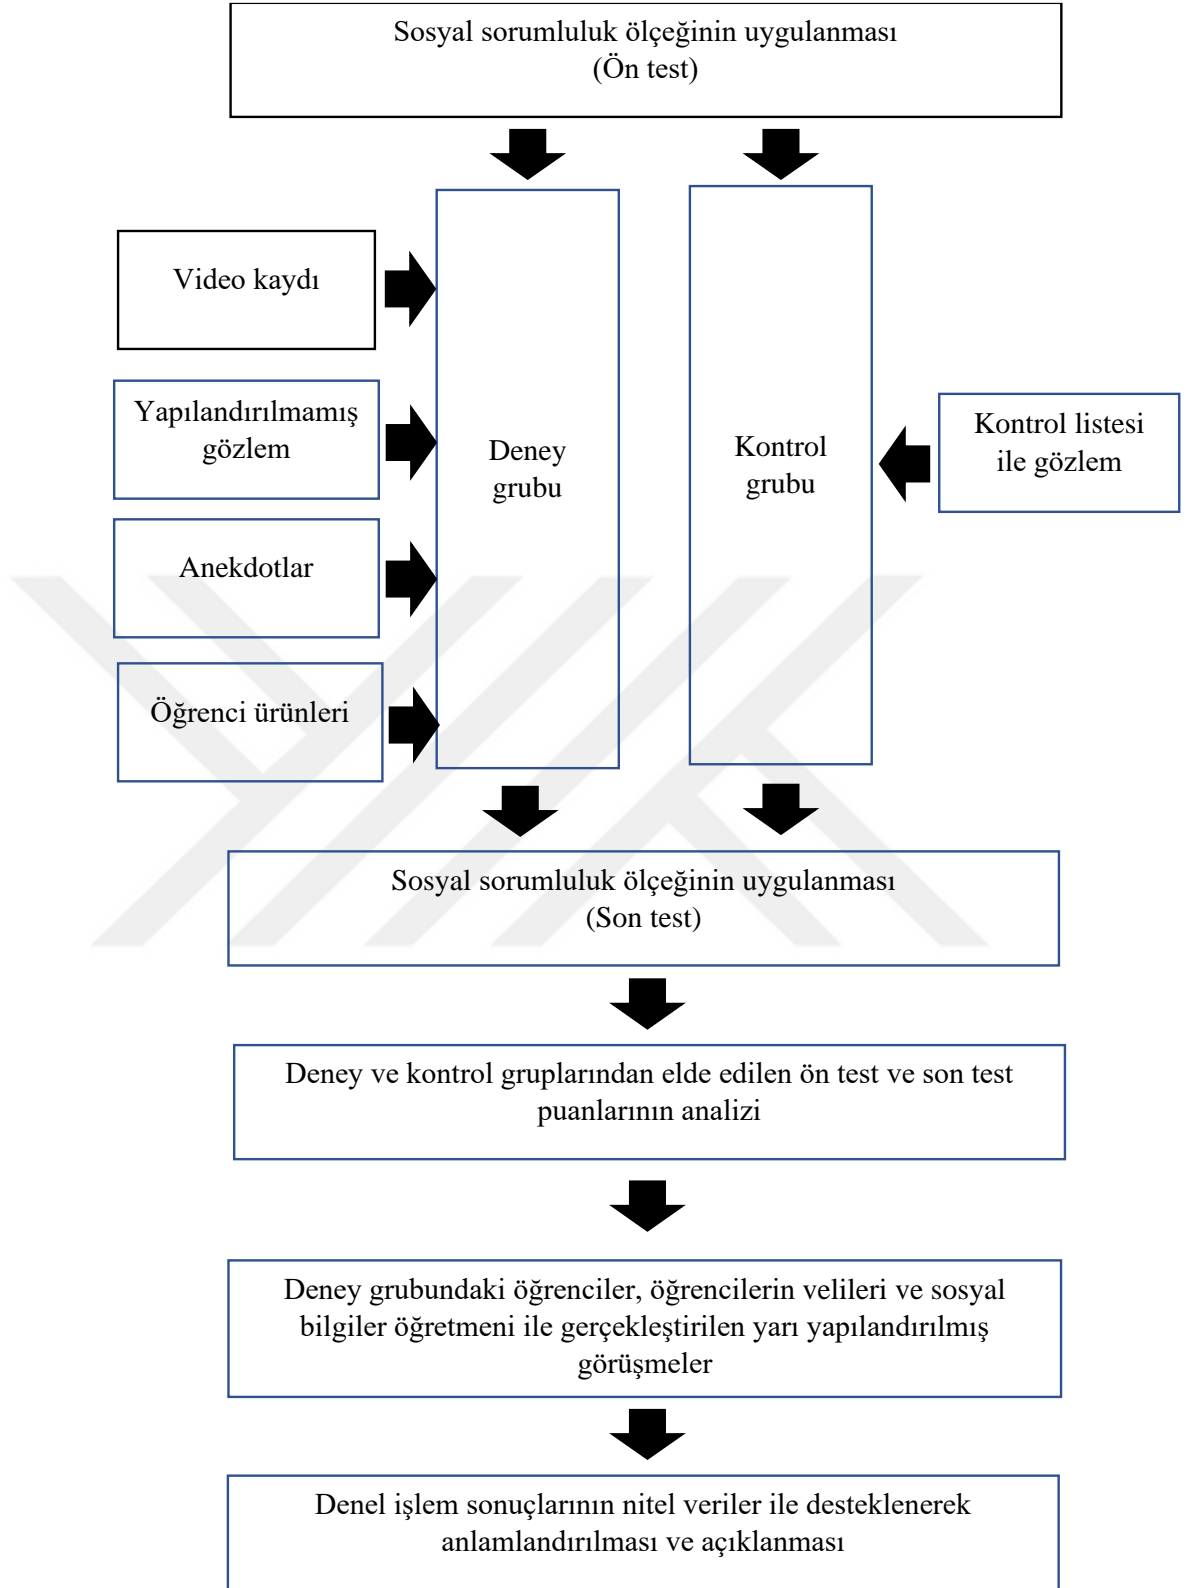 Sosyal sorumluluk ölçeğinin uygulanması
(Ön test)
Video kaydı
Yapılandırılmamış
gözlem
Anekdotlar
Öğrenci ürünleri
Deney
grubu
Kontrol
grubu
Kontrol listesi
ile gözlem
Sosyal sorumluluk ölçeğinin uygulanması
(Son test)
Deney ve kontrol gruplarından elde edilen ön test ve son test
puanlarının analizi
Deney grubundaki öğrenciler, öğrencilerin velileri ve sosyal
bilgiler öğretmeni ile gerçekleştirilen yarı yapılandırılmış
görüşmeler
Denel işlem sonuçlarının nitel veriler ile desteklenerek
anlamlandırılması ve açıklanması